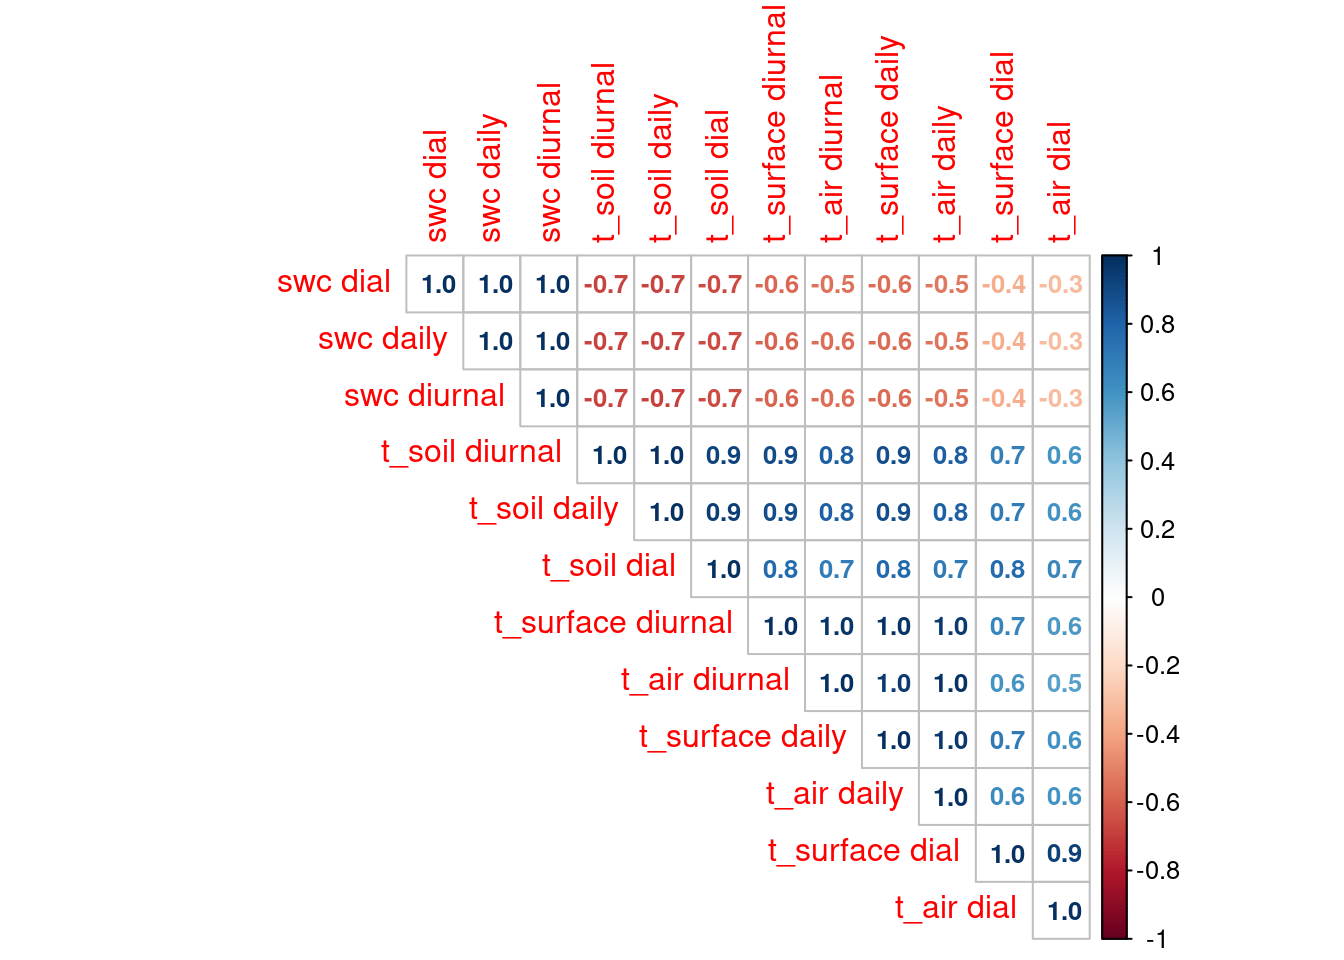 swc dial swc daily swc diurnal t_soil diurnal t_soil daily t_soil dial t_surface diurnal t_air diurnal t_surface daily t_air daily t_surface dial t_air dial
swc dial 1.0 1.0 1.0 -0.7 -0.7 -0.7 -0.6 -0.5 -0.6 -0.5 -0.4 -0.3
swc daily 1.0 1.0 -0.7 -0.7 -0.7 -0.6 -0.6 -0.6 -0.5 -0.4 -0.3
swc diurnal 1.0 -0.7 -0.7 -0.7 -0.6 -0.6 -0.6 -0.5 -0.4 -0.3
t_soil diurnal 1.0 1.0 0.9 0.9 0.8 0.9 0.8 0.7 0.6
t_soil daily 1.0 0.9 0.9 0.8 0.9 0.8 0.7 0.6
t_soil dial 1.0 0.8 0.7 0.8 0.7 0.8 0.7
t_surface diurnal 1.0 1.0 1.0 1.0 0.7 0.6
t_air diurnal 1.0 1.0 1.0 0.6 0.5
t_surface daily 1.0 1.0 0.7 0.6
t_air daily 1.0 0.6 0.6
t_surface dial 1.0 0.9
t_air dial 1.0
1
0.8
0.6
0.4
0.2
0
-0.2
-0.4
-0.6
-0.8
-1